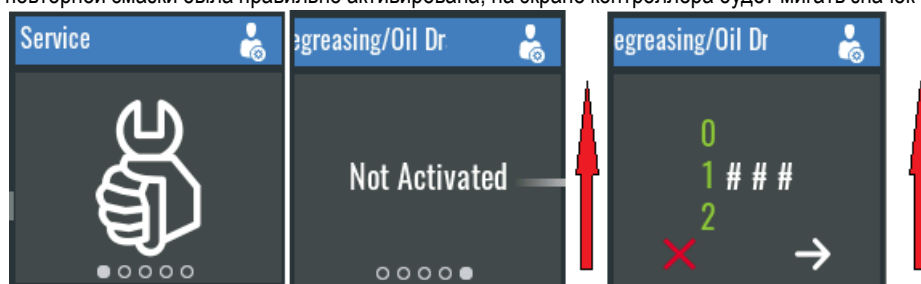 повторной смазки была правильно активирована, на экране контроллера будет мигать значок
Service
egreasing/Oil Dr
egreasing/Oil Dr
Not Activated
0
1 # # #
2